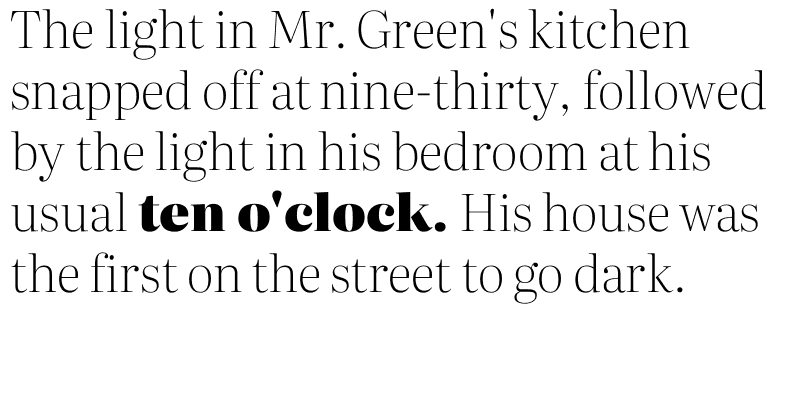 The light in Mr. Green's kitchen
snapped off at nine-thirty, followed
by the light in his bedroom at his
usual ten o'clock. His house was
the first on the street to go dark.